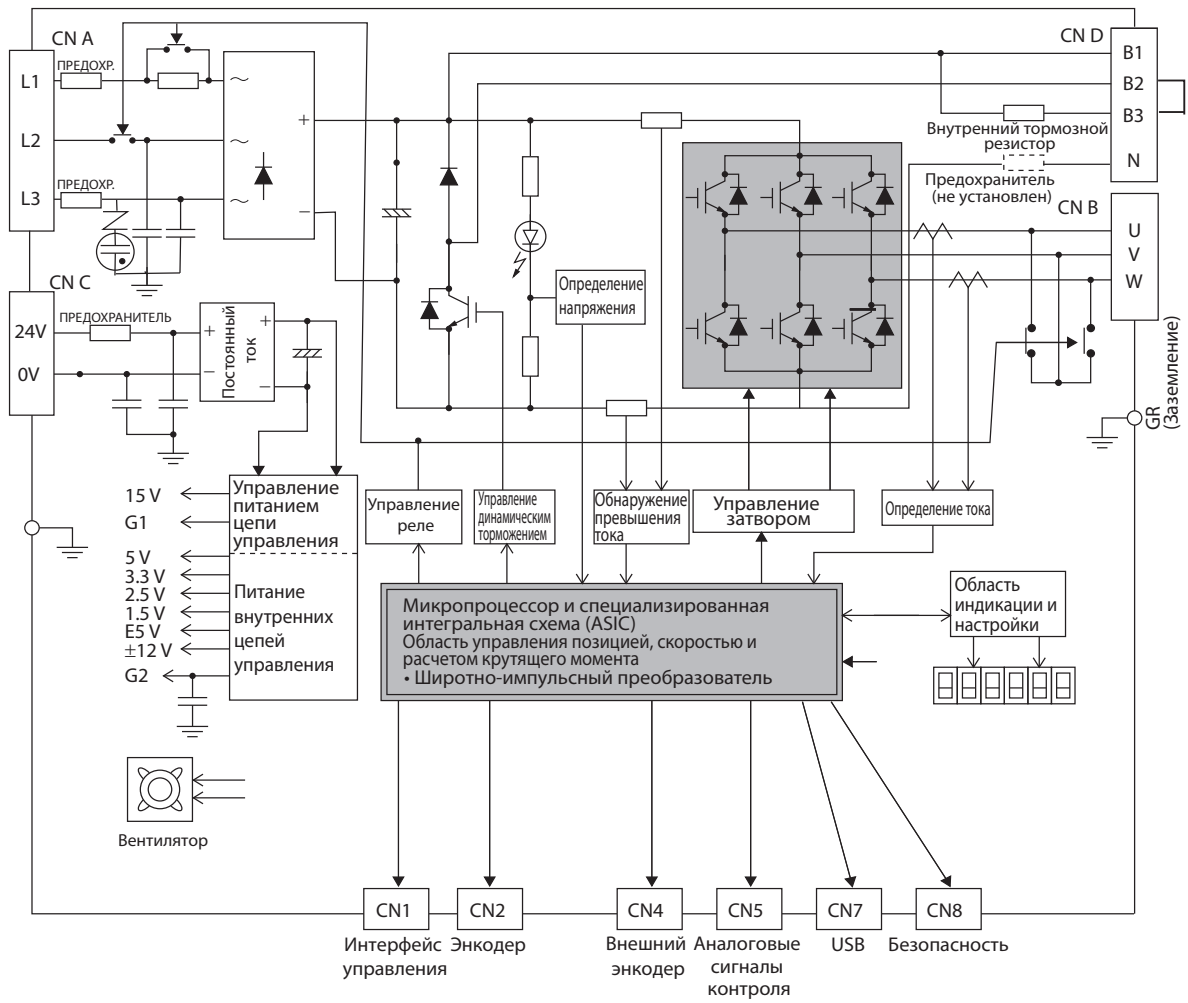 CN A
CN D
L1
ПРЕДОХР.
L2
L3
ПРЕДОХР.
+
−
B1
B2
B3
N
Внутренний тормозной
резистор
Предохранитель
(не установлен)
CN B
U
V
W
CN C
24V
0V
ПРЕДОХРАНИТЕЛЬ
+
−
Постоянный
ток
+
−
Определение
напряжения
GR
(Заземление)
15 V
G1
5 V
3.3 V
2.5 V
1.5 V
E5 V
±12 V
G2
Управление
питанием
цепи
управления
Питание
внутренних
цепей
управления
Управление
реле
Управление
динамическим
торможением
Обнаружение
превышения
тока
Управление
затвором
Определение тока
Микропроцессор и специализированная
интегральная схема (ASIC)
Область управления позицией, скоростью и
расчетом крутящего момента
• Широтно-импульсный преобразователь
Область
индикации и
настройки
Вентилятор
CN1
CN2
CN4
CN5
CN7
CN8
Интерфейс
управления
Энкодер
Внешний
энкодер
Аналоговые
сигналы
контроля
USB
Безопасность